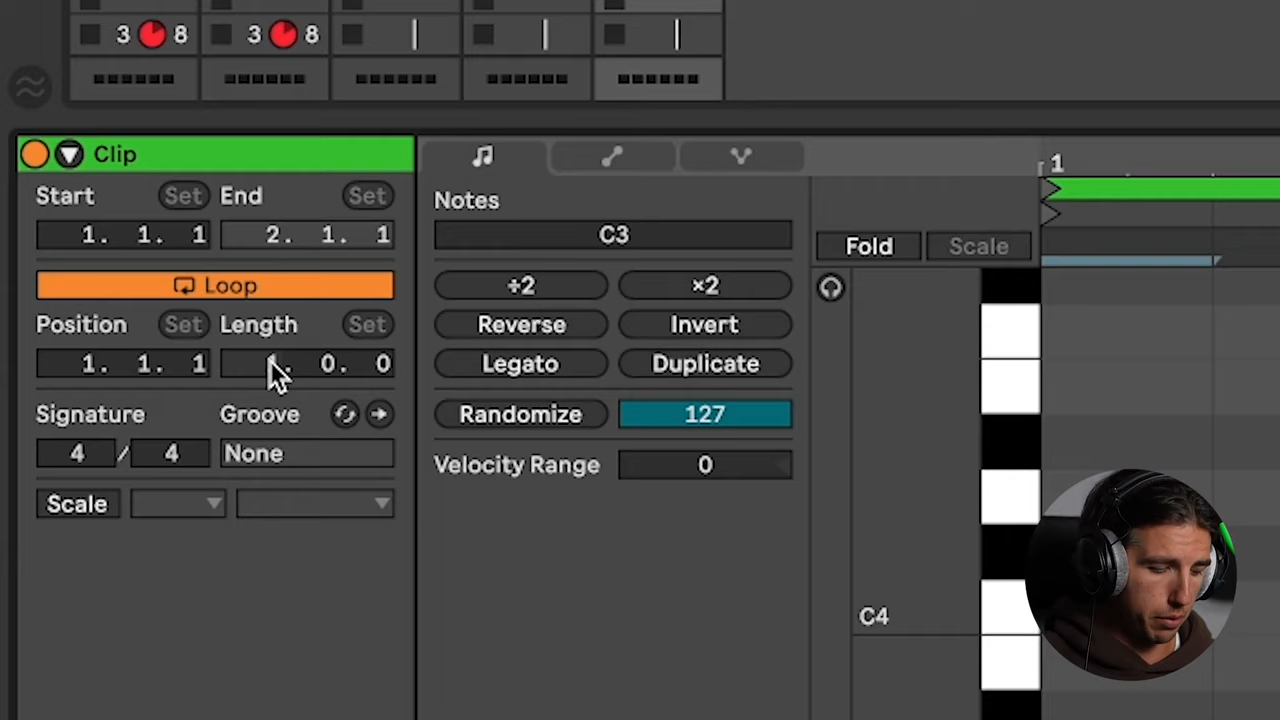 3 8 3 8
Clip
Start Set End Set
1. 1. 1 2. 1. 1
Loop
Position Set Length Set
1. 1. 1 0. 0
Signature Groove
4 / 4 None
Scale
Notes
C3
÷2 ×2
Reverse Invert
Legato Duplicate
Randomize 127
Velocity Range 0
1
Fold Scale
C4